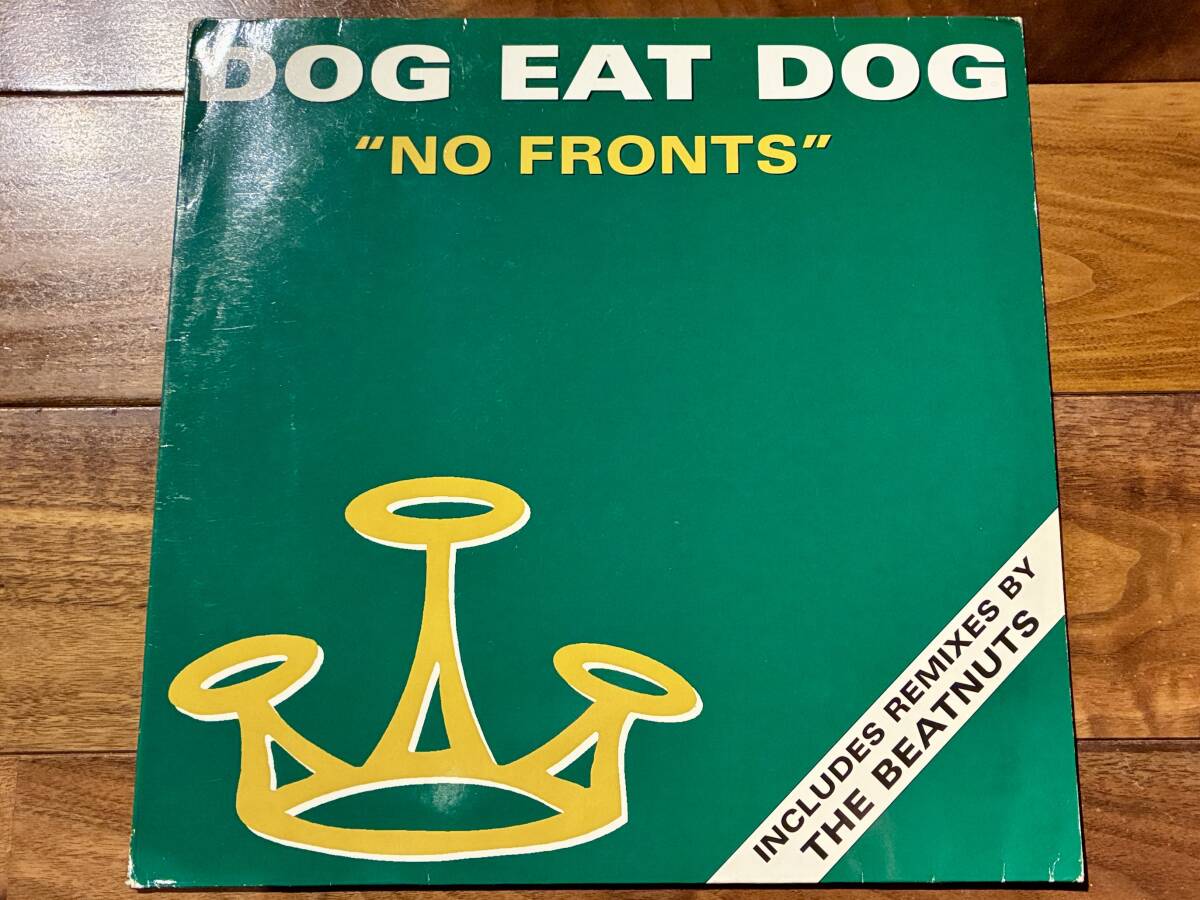 DOG EAT DOG
"NO FRONTS"
INCLUDES REMIXES BY
THE BEATNUTS